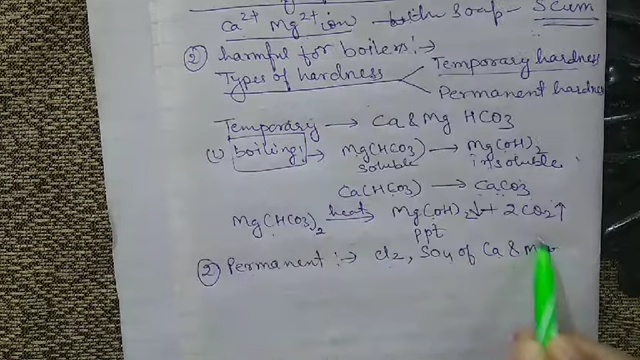 Ca²⁺ Mg²⁺ ion with Soap - Scum
② harmful for boilers :→
Types of hardness
Temporary hardness
Permanent hardness
Temporary → Ca & Mg HCO3
(1) boiling: → Mg(HCO3) → Mg(OH)2
soluble insoluble
Ca(HCO3) → CaCO3
Mg(HCO3)2 heat→ Mg(OH)2↓ + 2CO2↑
ppt
② Permanent :→ Cl2, SO4 of Ca & Mg